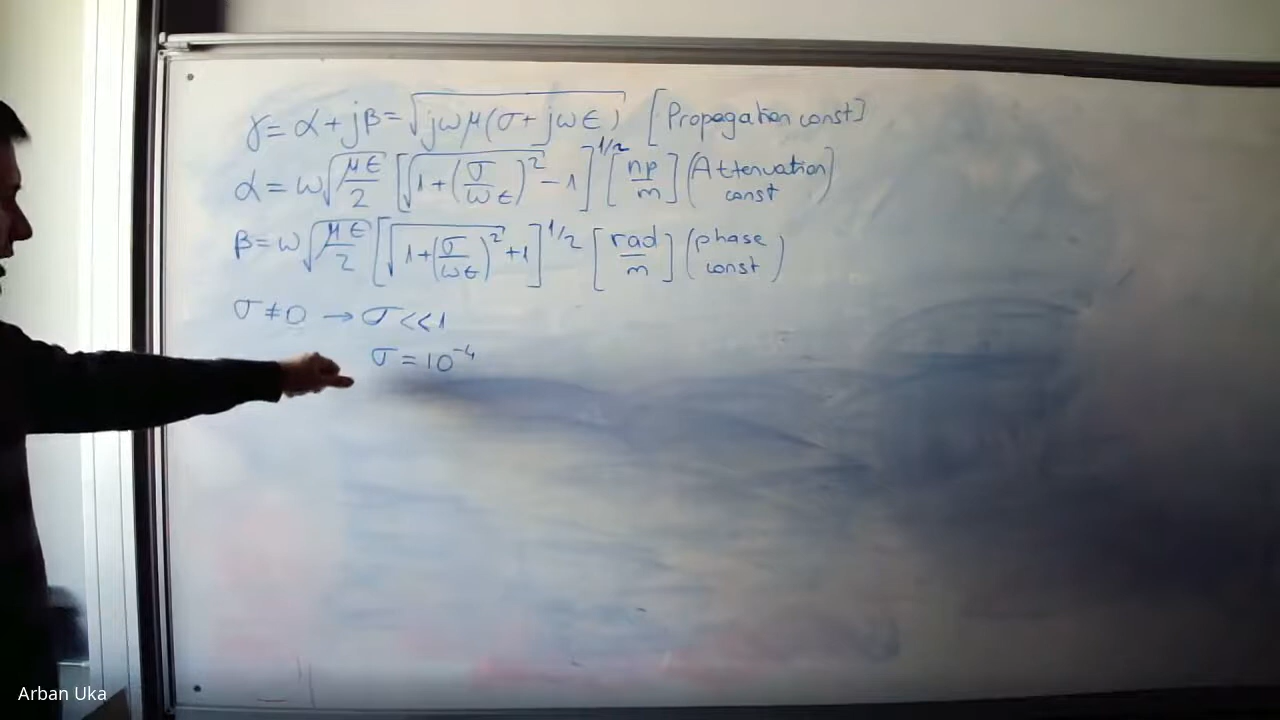 γ = α + jβ = √(jωμ(σ + jωϵ)) [Propagation const]
α = ω√(μϵ/2) [√(1 + (σ/ωϵ)²) - 1]^1/2 [np/m] (Attenuation const)
β = ω√(μϵ/2) [√(1 + (σ/ωϵ)²) + 1]^1/2 [rad/m] (phase const)
σ ≠ 0 → σ << 1
σ = 10⁻⁴
Arban Uka